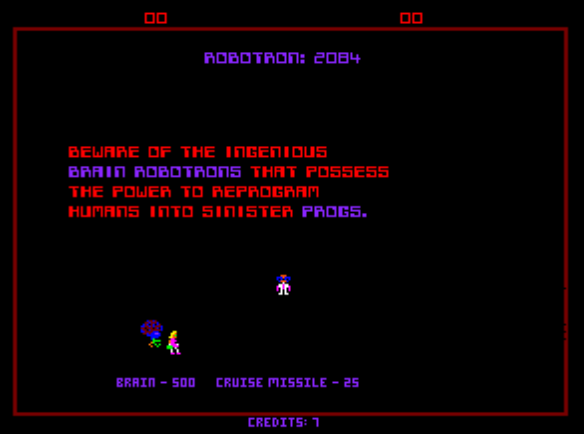 00 00
ROBOTRON: 2084
BEWARE OF THE INGENIOUS
BRAIN ROBOTRONS THAT POSSESS
THE POWER TO REPROGRAM
HUMANS INTO SINISTER PROGS.
BRAIN - 500 CRUISE MISSILE - 25
CREDITS: 7